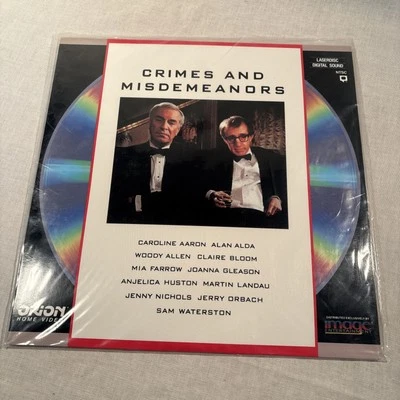 LASERDISC
DIGITAL SOUND
NTSC
CRIMES AND
MISDEMEANORS
CAROLINE AARON ALAN ALDA
WOODY ALLEN CLAIRE BLOOM
MIA FARROW JOANNA GLEASON
ANJELICA HUSTON MARTIN LANDAU
JENNY NICHOLS JERRY ORBACH
SAM WATERSTON
ORION
HOME VIDEO
DISTRIBUTED EXCLUSIVELY BY
image
ENTERTAINMENT